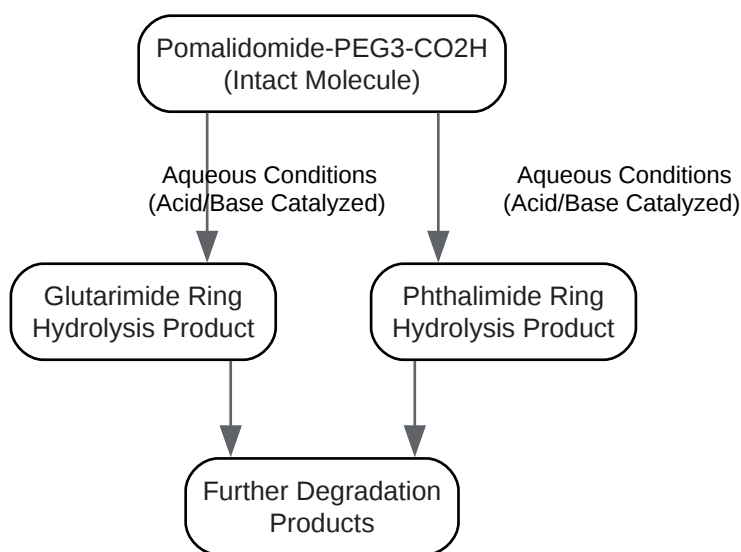 Pomalidomide-PEG3-CO2H
(Intact Molecule)
Aqueous Conditions
(Acid/Base Catalyzed)
Aqueous Conditions
(Acid/Base Catalyzed)
Glutarimide Ring
Hydrolysis Product
Phthalimide Ring
Hydrolysis Product
Further Degradation
Products